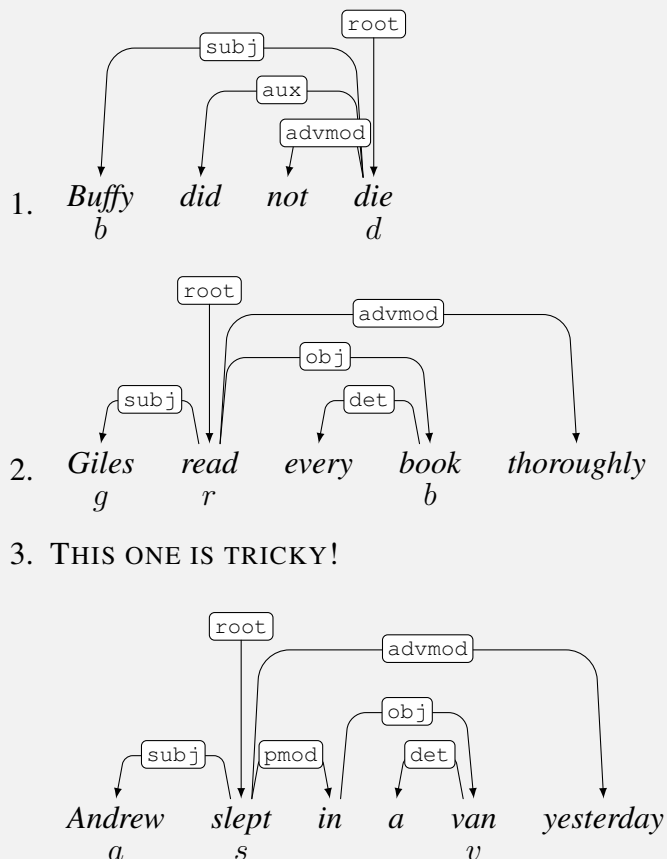 root
subj
aux
advmod
1. Buffy did not die
b d
root
advmod
obj
subj det
2. Giles read every book thoroughly
g r b
3. THIS ONE IS TRICKY!
root
advmod
obj
subj pmod det
Andrew slept in a van yesterday
a s v